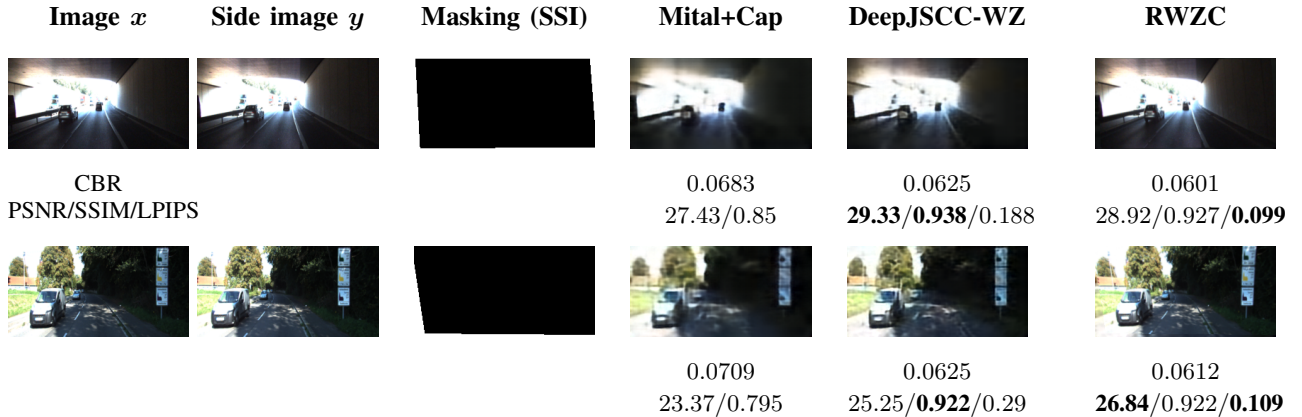 Image x Side image y Masking (SSI) Mital+Cap DeepJSCC-WZ RWZC
CBR 0.0683 0.0625 0.0601
PSNR/SSIM/LPIPS 27.43/0.85 29.33/0.938/0.188 28.92/0.927/0.099
0.0709 0.0625 0.0612
23.37/0.795 25.25/0.922/0.29 26.84/0.922/0.109